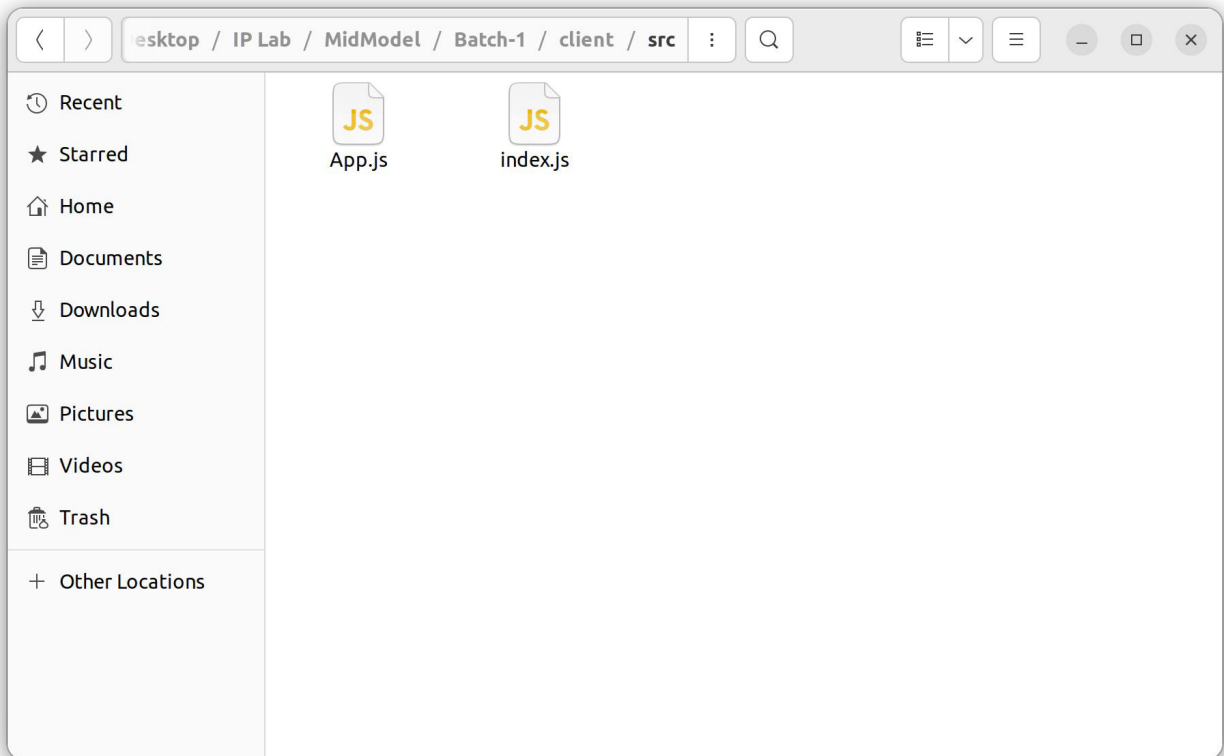 esktop / IP Lab / MidModel / Batch-1 / client / src
Recent
Starred
Home
Documents
Downloads
Music
Pictures
Videos
Trash
Other Locations
JS JS
App.js index.js